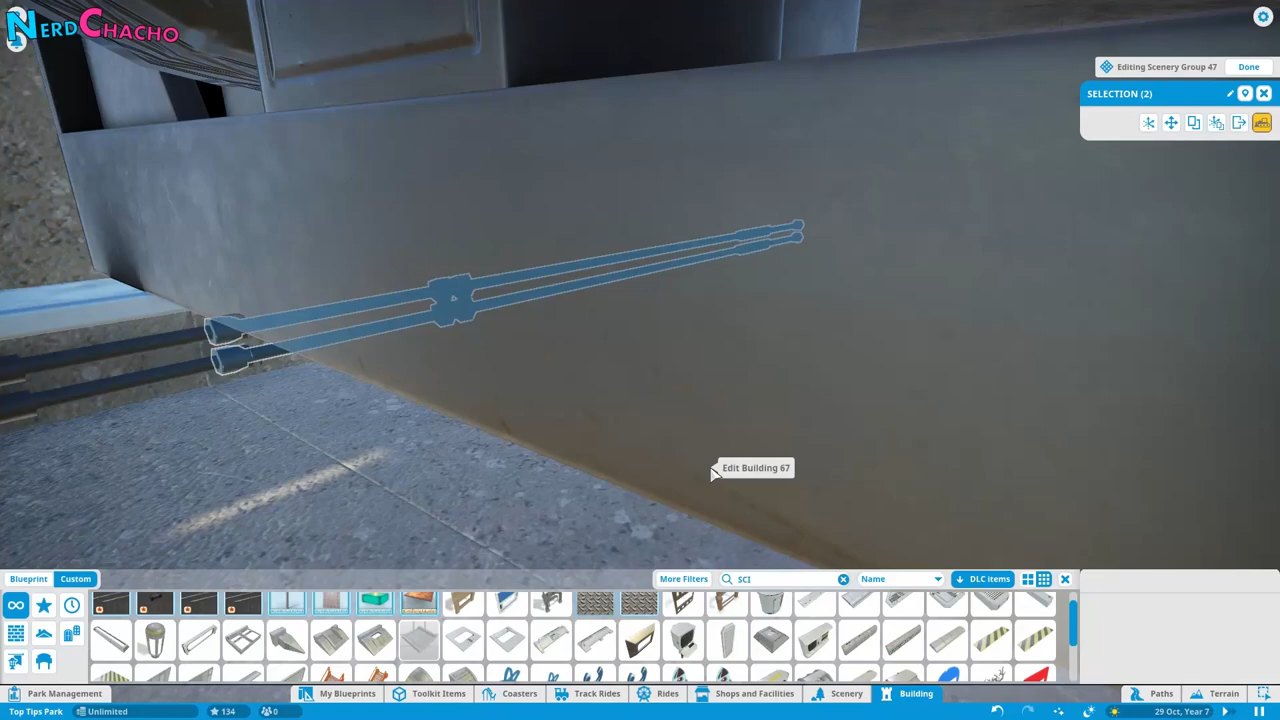 NERDCHACHO
Editing Scenery Group 47
Done
SELECTION (2)
Edit Building 67
Blueprint
Custom
More Filters
SCI
Name
DLC items
Park Management
My Blueprints
Toolkit Items
Coasters
Track Rides
Rides
Shops and Facilities
Scenery
Building
Paths
Terrain
Top Tips Park
Unlimited
134
0
29 Oct, Year 7